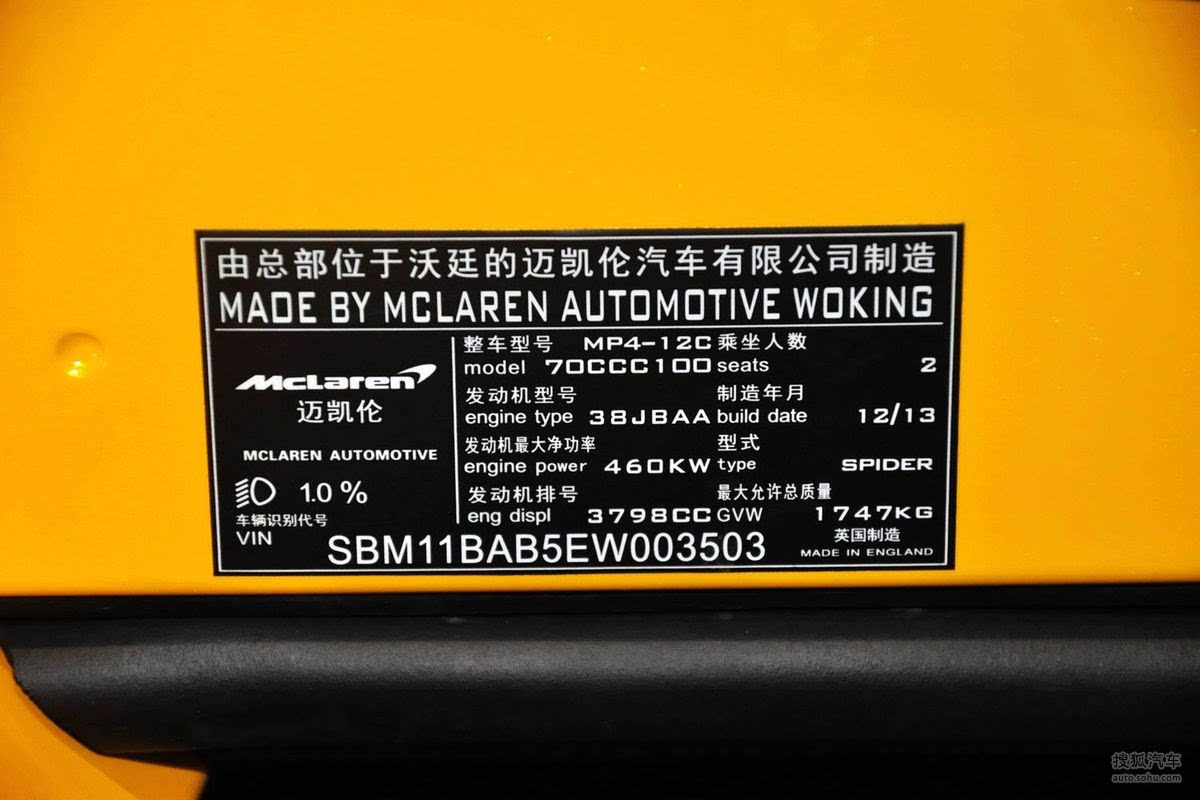 由总部位于沃廷的迈凯伦汽车有限公司制造
MADE BY MCLAREN AUTOMOTIVE WOKING
McLaren
迈凯伦
MCLAREN AUTOMOTIVE
1.0 %
整车型号 MP4-12C
model 70CCC100
发动机型号
engine type 38JBAA
发动机最大净功率
engine power 460KW
发动机排号
eng displ 3798CC
乘坐人数
seats 2
制造年月
build date 12/13
型式
type SPIDER
最大允许总质量
GVW 1747KG
英国制造
MADE IN ENGLAND
车辆识别代号
VIN SBM11BAB5EW003503
搜狐汽车
auto.sohu.com